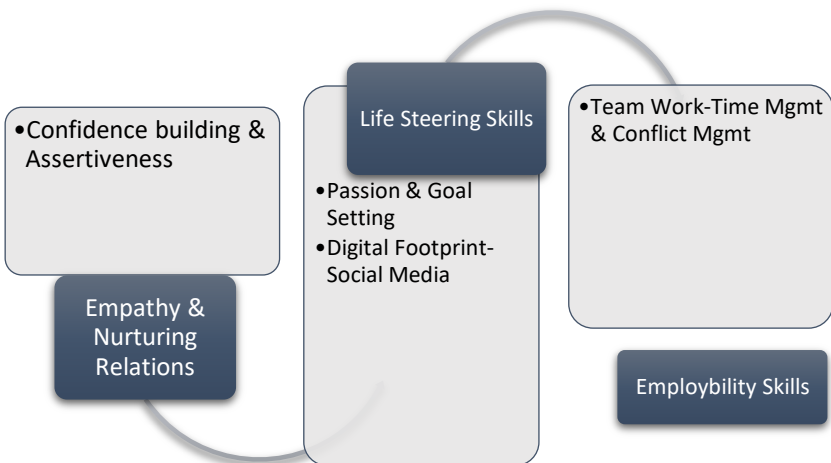 •Confidence building &
Assertiveness
Empathy &
Nurturing
Relations
Life Steering Skills
•Passion & Goal
Setting
•Digital Footprint-
Social Media
•Team Work-Time Mgmt
& Conflict Mgmt
Employbility Skills